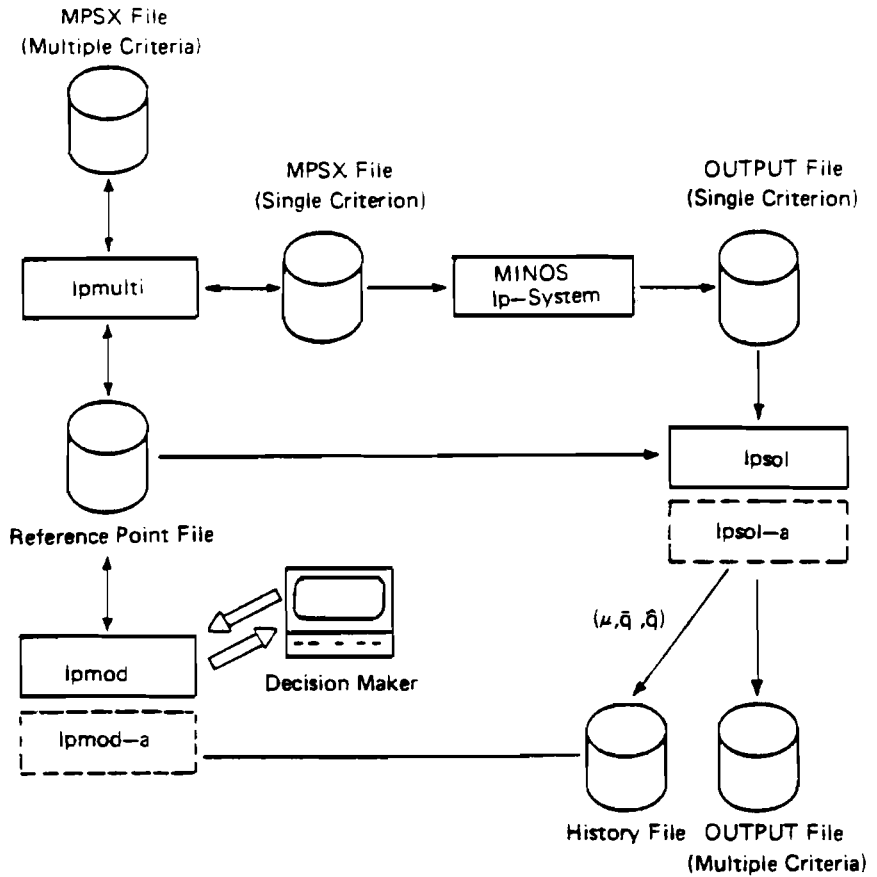 MPSX File
(Multiple Criteria)
MPSX File
(Single Criterion)
OUTPUT File
(Single Criterion)
lpmulti
MINOS
lp—System
lpsol
lpsol—a
Reference Point File
(μ,q̄ ,q̂)
lpmod
Decision Maker
lpmod—a
History File
OUTPUT File
(Multiple Criteria)